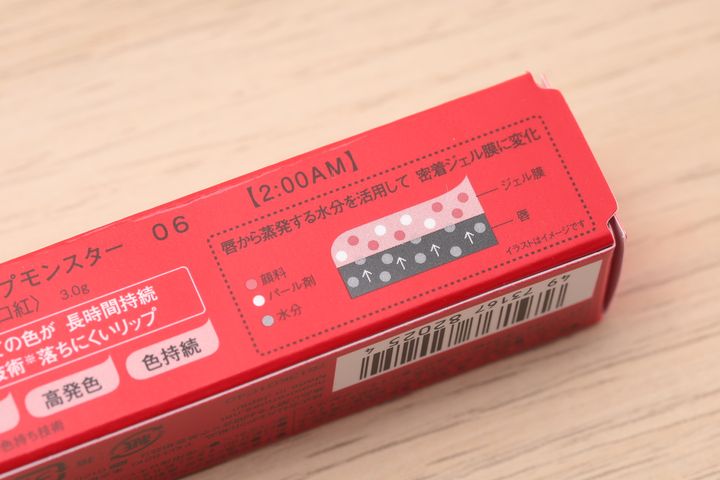 プモンスター 06 【2:00AM】
口紅〉 3.0g
の色が 長時間持続
技術※落ちにくいリップ
高発色
色持続
色持ち技術
唇から蒸発する水分を活用して 密着ジェル膜に変化
顔料
パール剤
水分
ジェル膜
唇
イラストはイメージです
4 973167 820254